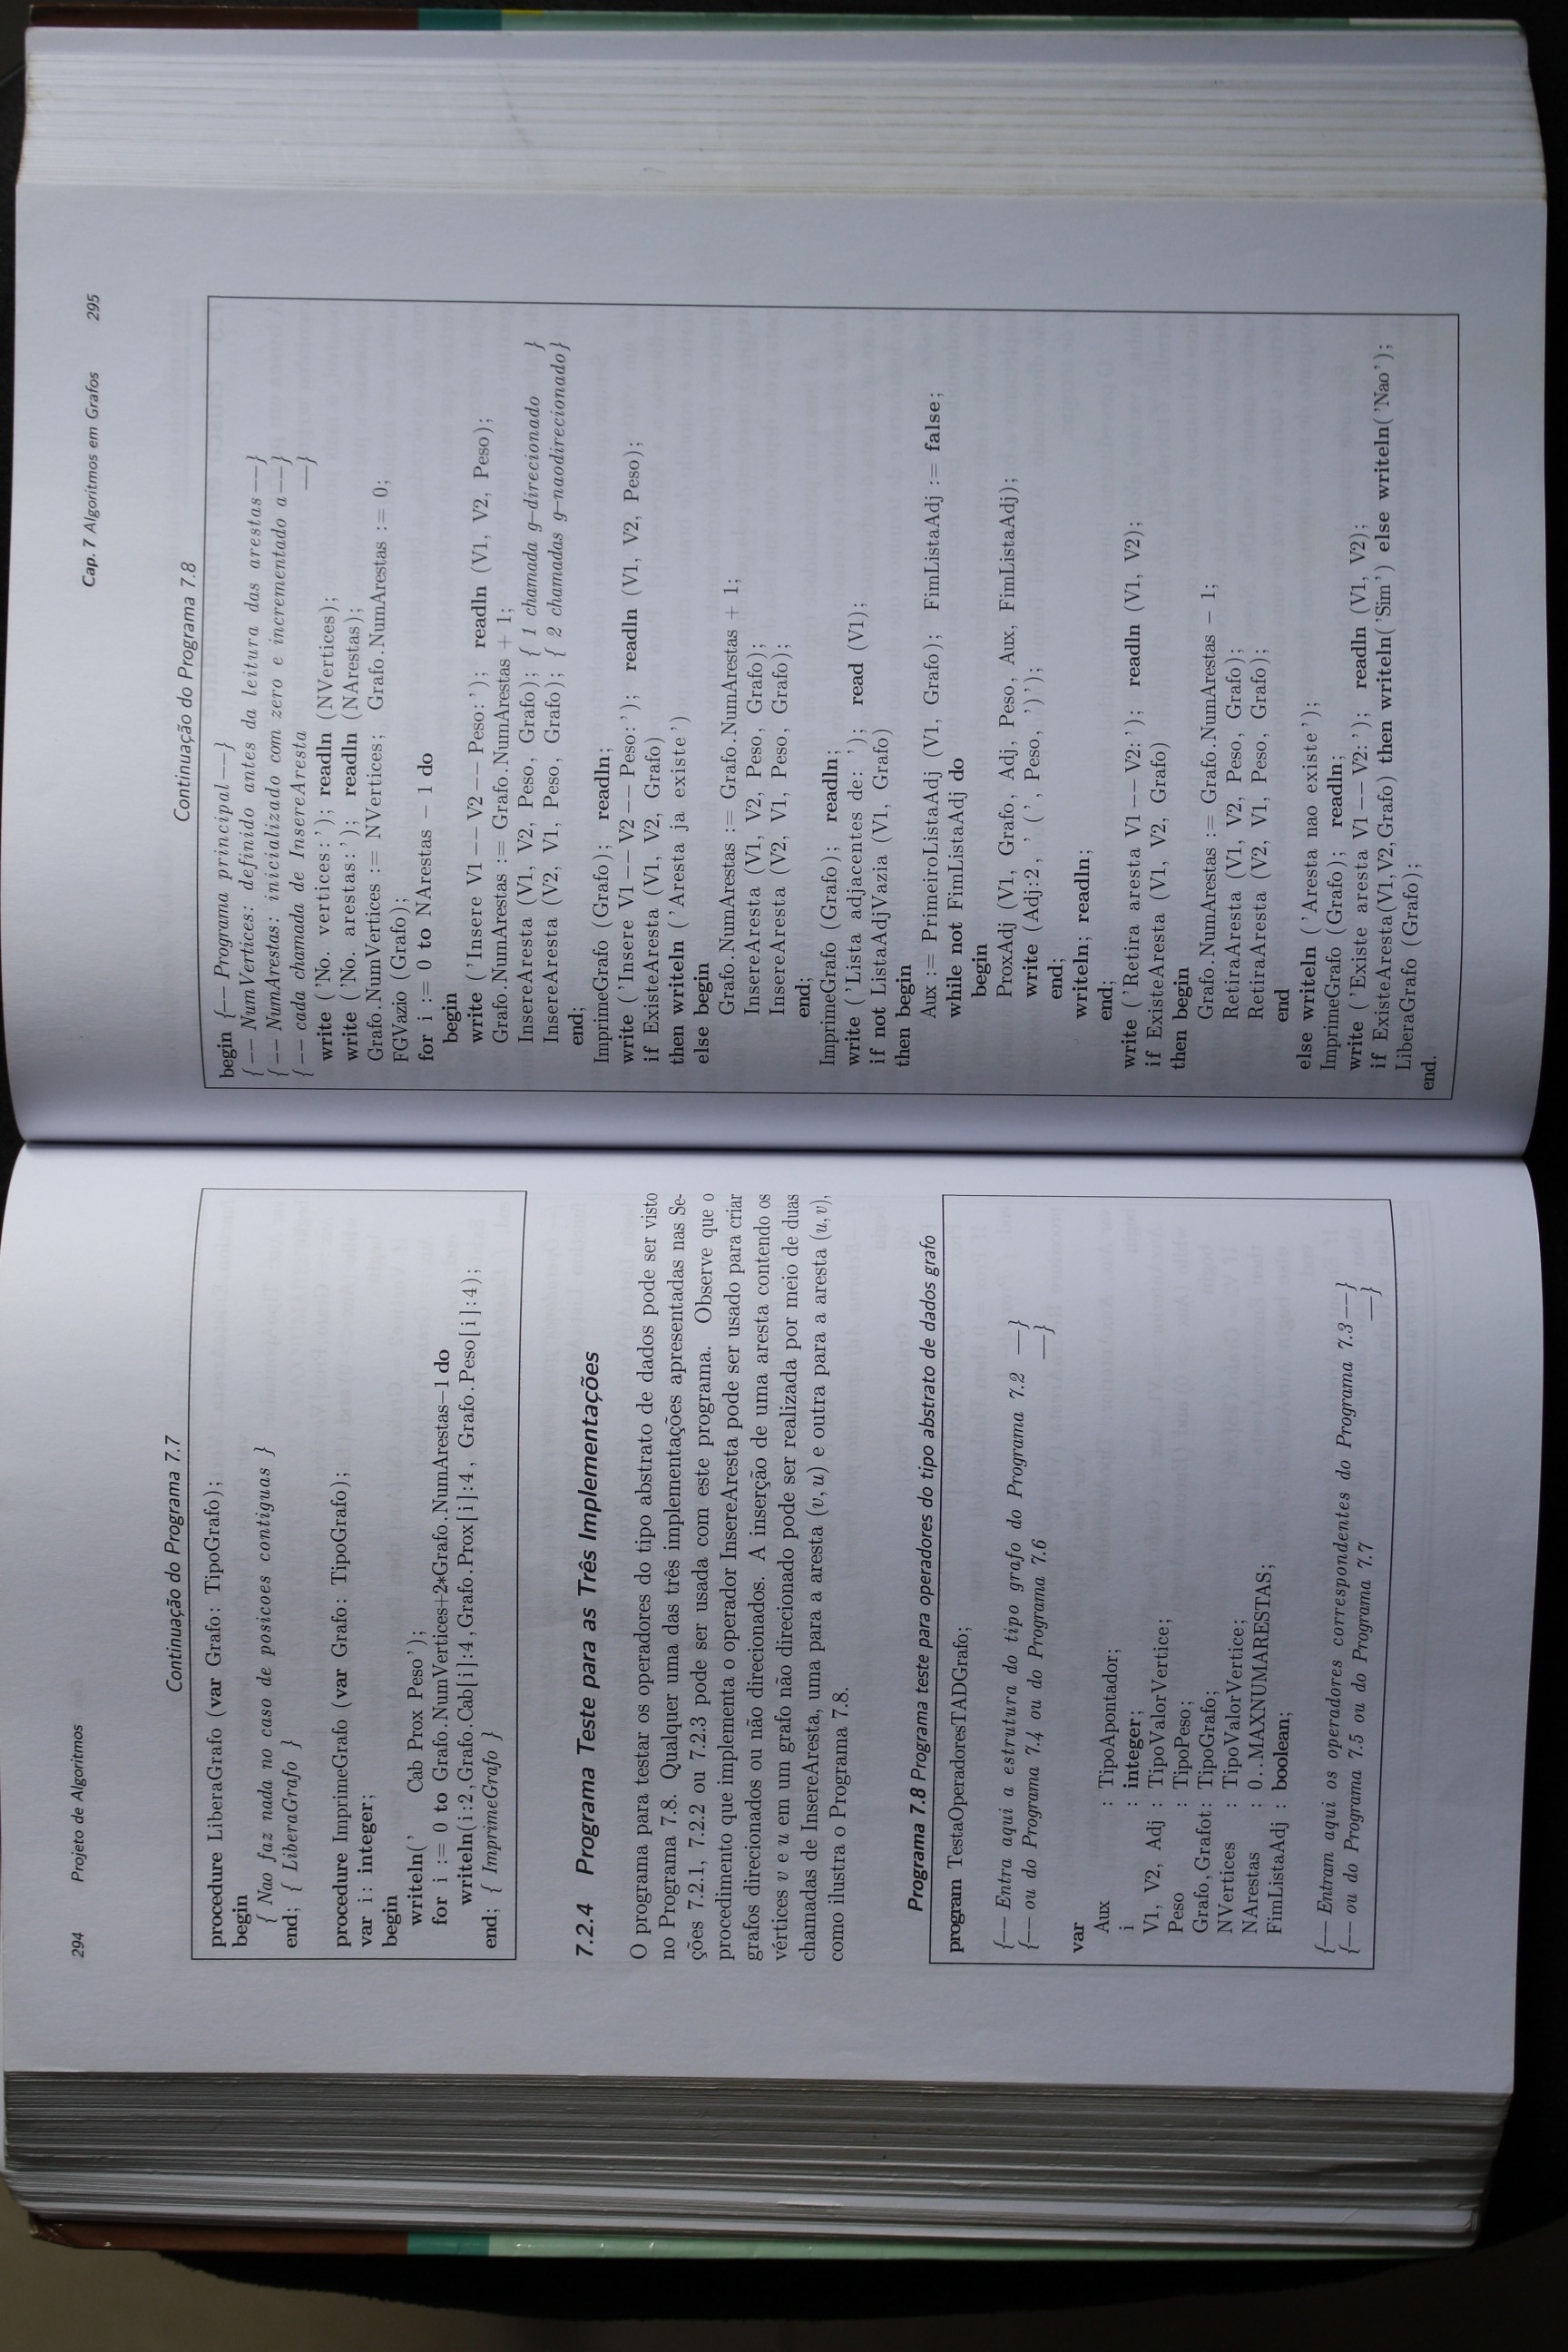 294 Projeto de Algoritmos
Continuação do Programa 7.7
procedure LiberaGrafo (var Grafo: TipoGrafo);
begin
{ Nao faz nada no caso de posicoes contiguas }
end; { LiberaGrafo }
procedure ImprimeGrafo (var Grafo: TipoGrafo);
var i: integer;
begin
writeln('    Cab Prox Peso');
for i := 0 to Grafo.NumVertices+2*Grafo.NumArestas-1 do
writeln(i:2,Grafo.Cab[i]:4,Grafo.Prox[i]:4, Grafo.Peso[i]:4);
end; { ImprimeGrafo }
7.2.4 Programa Teste para as Três Implementações
O programa para testar os operadores do tipo abstrato de dados pode ser visto
no Programa 7.8. Qualquer uma das três implementações apresentadas nas Se-
ções 7.2.1, 7.2.2 ou 7.2.3 pode ser usada com este programa. Observe que o
procedimento que implementa o operador InsereAresta pode ser usado para criar
grafos direcionados ou não direcionados. A inserção de uma aresta contendo os
vértices v e u em um grafo não direcionado pode ser realizada por meio de duas
chamadas de InsereAresta, uma para a aresta (v,u) e outra para a aresta (u,v),
como ilustra o Programa 7.8.
Programa 7.8 Programa teste para operadores do tipo abstrato de dados grafo
program TestaOperadoresTADGrafo;
{-- Entra aqui a estrutura do tipo grafo do Programa 7.2 --}
{-- ou do Programa 7.4 ou do Programa 7.6 --}
var
Aux : TipoApontador;
i : integer;
V1, V2, Adj : TipoValorVertice;
Peso : TipoPeso;
Grafo,Grafot: TipoGrafo;
NVertices : TipoValorVertice;
NArestas : 0..MAXNUMARESTAS;
FimListaAdj : boolean;
{-- Entram aqui os operadores correspondentes do Programa 7.3--}
{-- ou do Programa 7.5 ou do Programa 7.7 --}
Cap. 7 Algoritmos em Grafos 295
Continuação do Programa 7.8
begin {-- Programa principal--}
{-- NumVertices: definido antes da leitura das arestas--}
{-- NumArestas: inicializado com zero e incrementado a--}
{-- cada chamada de InsereAresta --}
write ('No. vertices:'); readln (NVertices);
write ('No. arestas:'); readln (NArestas);
Grafo.NumVertices := NVertices; Grafo.NumArestas := 0;
FGVazio (Grafo);
for i := 0 to NArestas - 1 do
begin
write ('Insere V1 -- V2 -- Peso:'); readln (V1, V2, Peso);
Grafo.NumArestas := Grafo.NumArestas + 1;
InsereAresta (V1, V2, Peso, Grafo); { 1 chamada g-direcionado }
InsereAresta (V2, V1, Peso, Grafo); { 2 chamadas g-naodirecionado}
end;
ImprimeGrafo (Grafo); readln;
write ('Insere V1 -- V2 -- Peso:'); readln (V1, V2, Peso);
if ExisteAresta (V1, V2, Grafo)
then writeln ('Aresta ja existe')
else begin
Grafo.NumArestas := Grafo.NumArestas + 1;
InsereAresta (V1, V2, Peso, Grafo);
InsereAresta (V2, V1, Peso, Grafo);
end;
ImprimeGrafo (Grafo); readln;
write ('Lista adjacentes de: '); read (V1);
if not ListaAdjVazia (V1, Grafo)
then begin
Aux := PrimeiroListaAdj (V1, Grafo); FimListaAdj := false;
while not FimListaAdj do
begin
ProxAdj (V1, Grafo, Adj, Peso, Aux, FimListaAdj);
write (Adj:2, ' (', Peso, ')');
end;
writeln; readln;
end;
write ('Retira aresta V1 -- V2:'); readln (V1, V2);
if ExisteAresta (V1, V2, Grafo)
then begin
Grafo.NumArestas := Grafo.NumArestas - 1;
RetiraAresta (V1, V2, Peso, Grafo);
RetiraAresta (V2, V1, Peso, Grafo);
end
else writeln ('Aresta nao existe');
ImprimeGrafo (Grafo); readln;
write ('Existe aresta V1 -- V2:'); readln (V1, V2);
if ExisteAresta(V1,V2,Grafo) then writeln('Sim') else writeln('Nao');
LiberaGrafo (Grafo);
end.